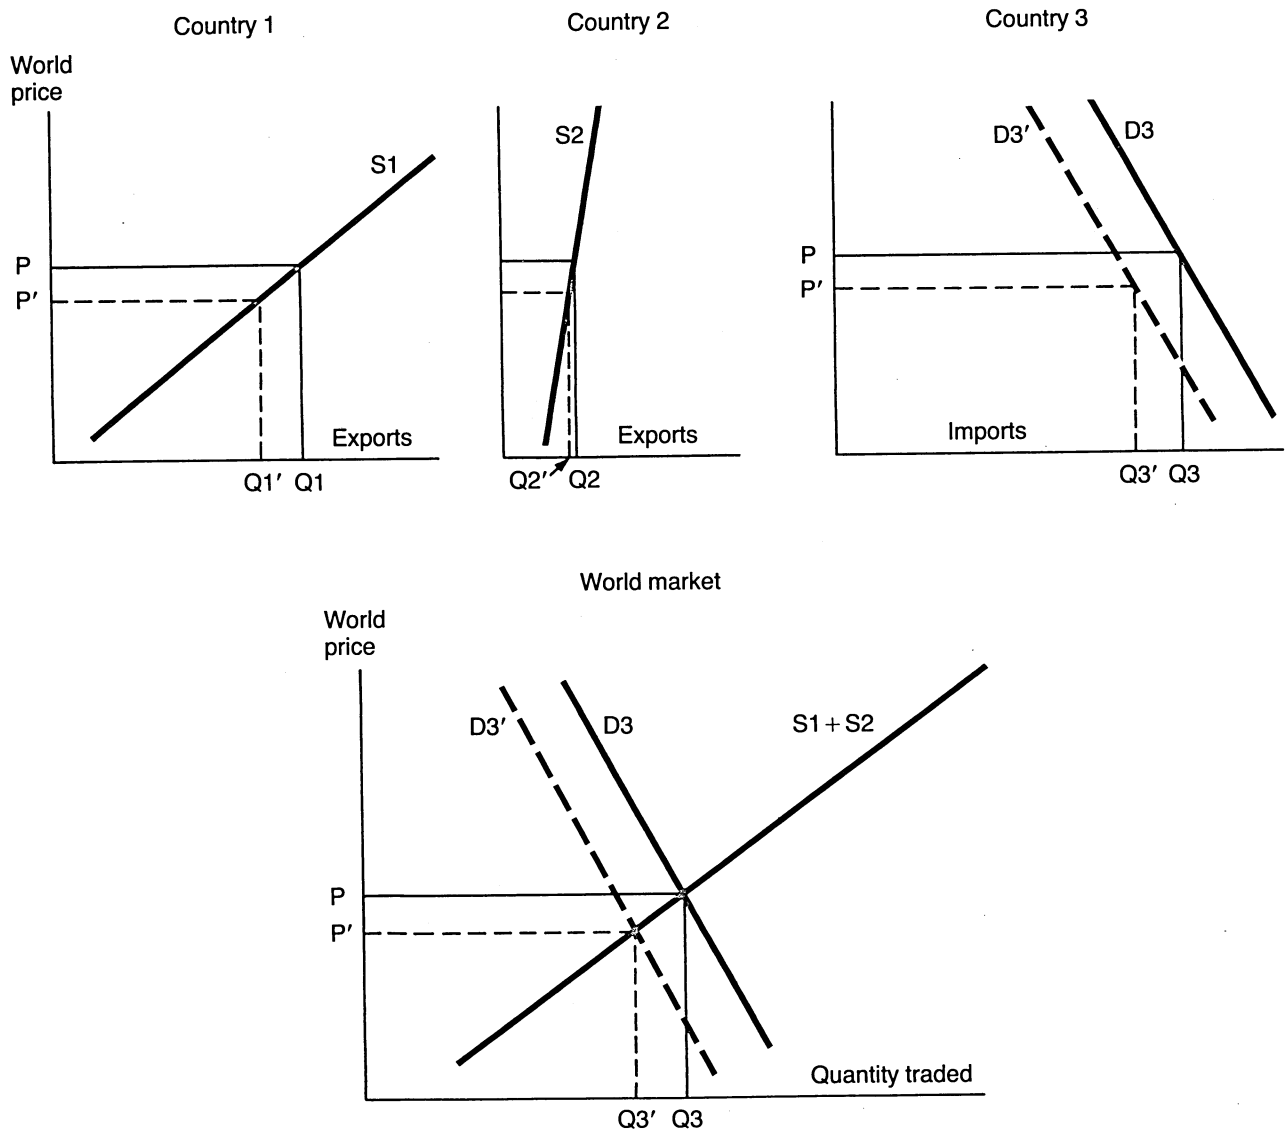 Country 1
Country 2
Country 3
World
price
S1
P
P′
Exports
Q1′ Q1
S2
Exports
Q2′ Q2
D3′
D3
P
P′
Imports
Q3′ Q3
World market
World
price
D3′
D3
S1 + S2
P
P′
Quantity traded
Q3′ Q3